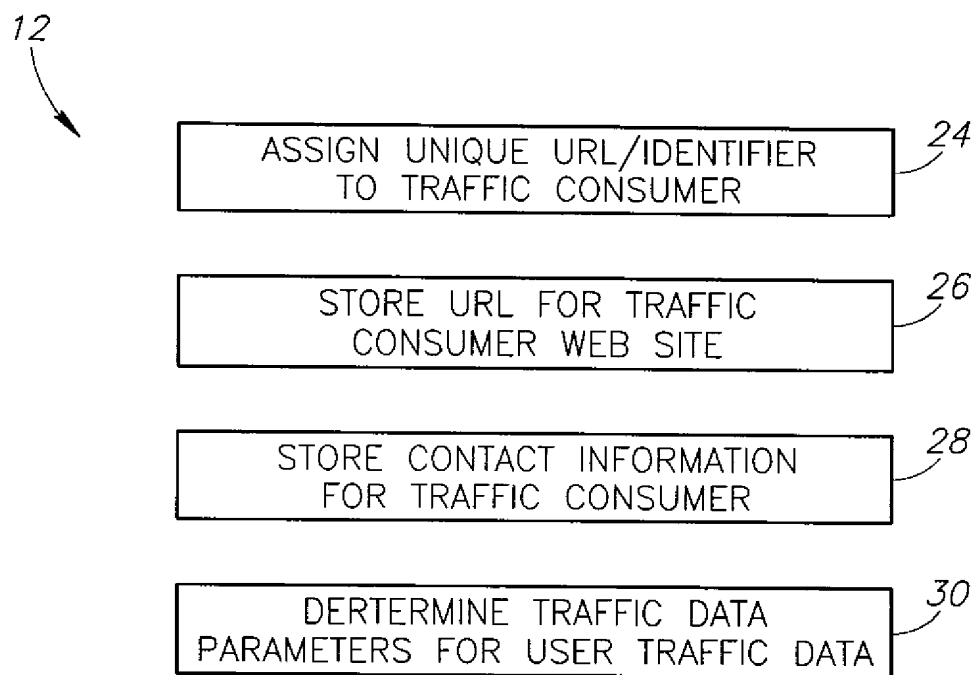 12
ASSIGN UNIQUE URL/IDENTIFIER
TO TRAFFIC CONSUMER
24
STORE URL FOR TRAFFIC
CONSUMER WEB SITE
26
STORE CONTACT INFORMATION
FOR TRAFFIC CONSUMER
28
DERTERMINE TRAFFIC DATA
PARAMETERS FOR USER TRAFFIC DATA
30